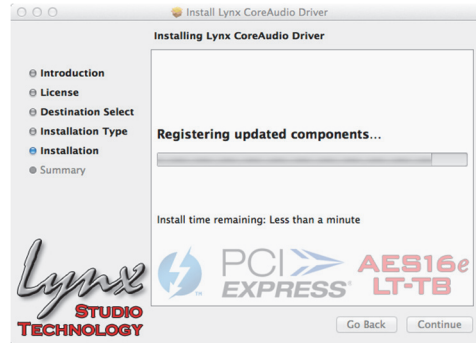 Install Lynx CoreAudio Driver
Installing Lynx CoreAudio Driver
Introduction
License
Destination Select
Installation Type
Installation
Summary
Registering updated components...
Install time remaining: Less than a minute
Lynx
STUDIO
TECHNOLOGY
PCI
EXPRESS®
AES16e
LT-TB
Go Back
Continue